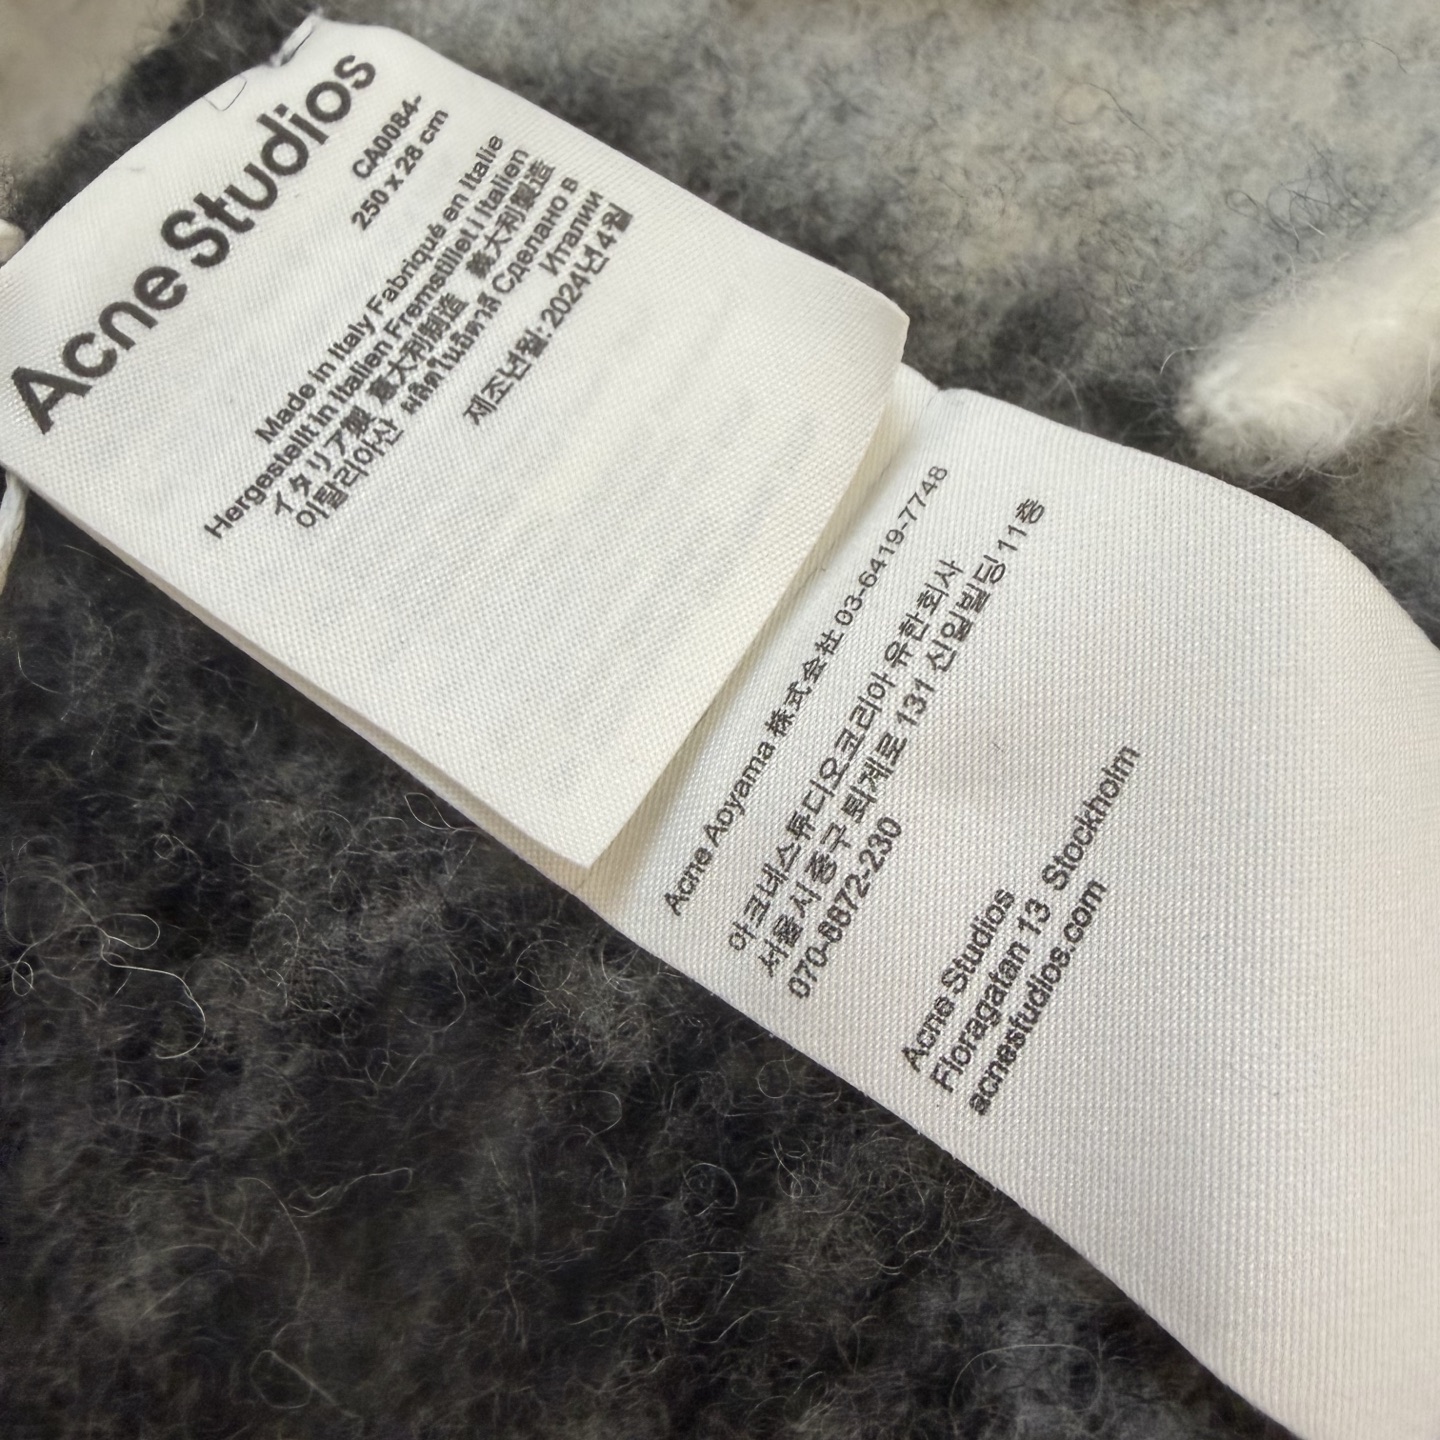 Acne Studios
CA0084-
250 x 28 cm
Made in Italy Fabriqué en Italie
Hergestellt in Italien Fremstillet i Italien
イタリア製 意大利制造 義大利製造
이탈리아산 ผลิตในอิตาลี Сделано в
Италии
제조년월: 2024년4월
Acne Aoyama 株式会社 03-6419-7748
아크네스튜디오코리아 유한회사
서울시 중구 퇴계로 131 신일빌딩 11층
070-8872-230
Acne Studios
Floragatan 13 Stockholm
acnestudios.com